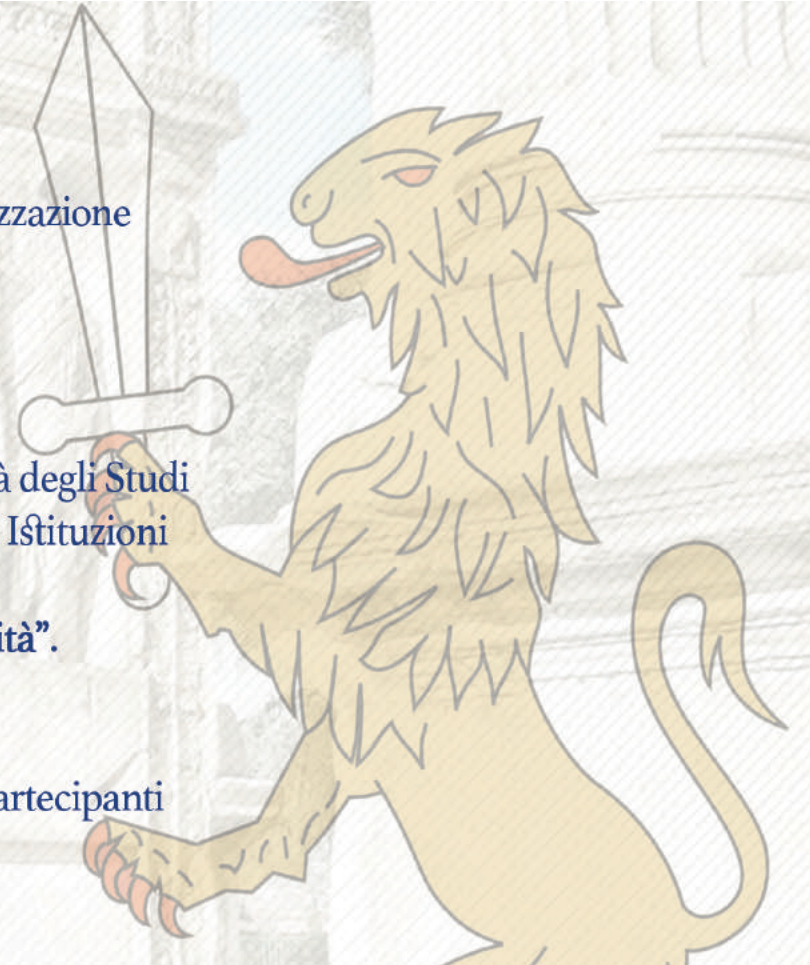 zzazione
à degli Studi
Istituzioni
ità”.
artecipanti